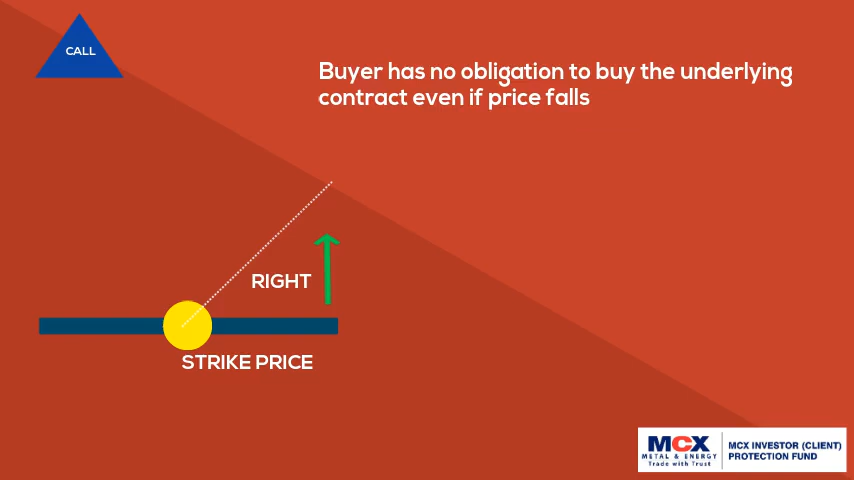 CALL
Buyer has no obligation to buy the underlying
contract even if price falls
RIGHT
STRIKE PRICE
MCX
METAL & ENERGY
Trade with Trust
MCX INVESTOR (CLIENT)
PROTECTION FUND